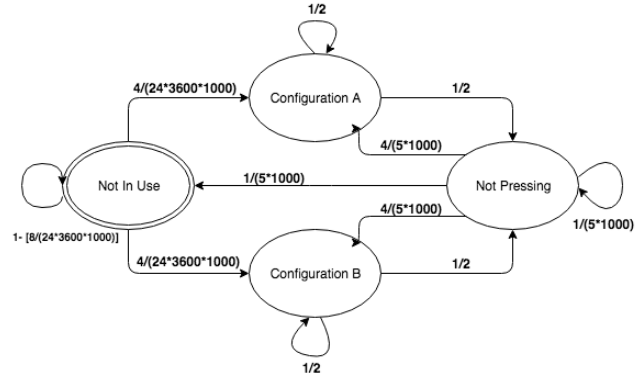 1/2
4/(24*3600*1000)
Configuration A
1/2
4/(5*1000)
Not In Use
1/(5*1000)
Not Pressing
4/(5*1000)
1/(5*1000)
1- [8/(24*3600*1000)]
4/(24*3600*1000)
Configuration B
1/2
1/2